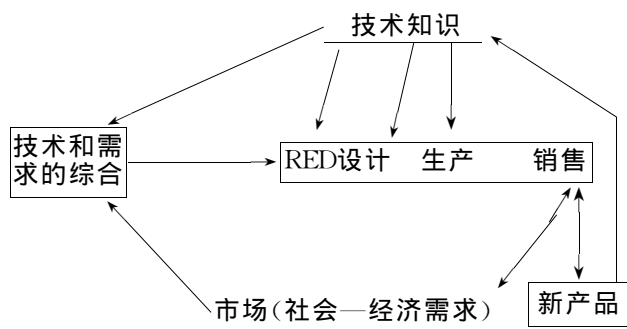 技术知识
技术和需
求的综合
RED设计 生产 销售
市场(社会—经济需求)
新产品